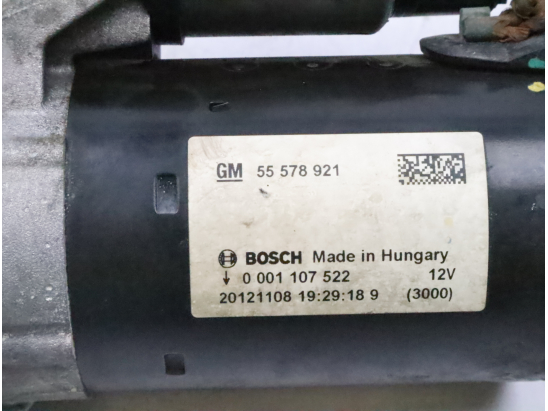 GM 55 578 921
BOSCH Made in Hungary
0 001 107 522 12V
20121108 19:29:18 9 (3000)